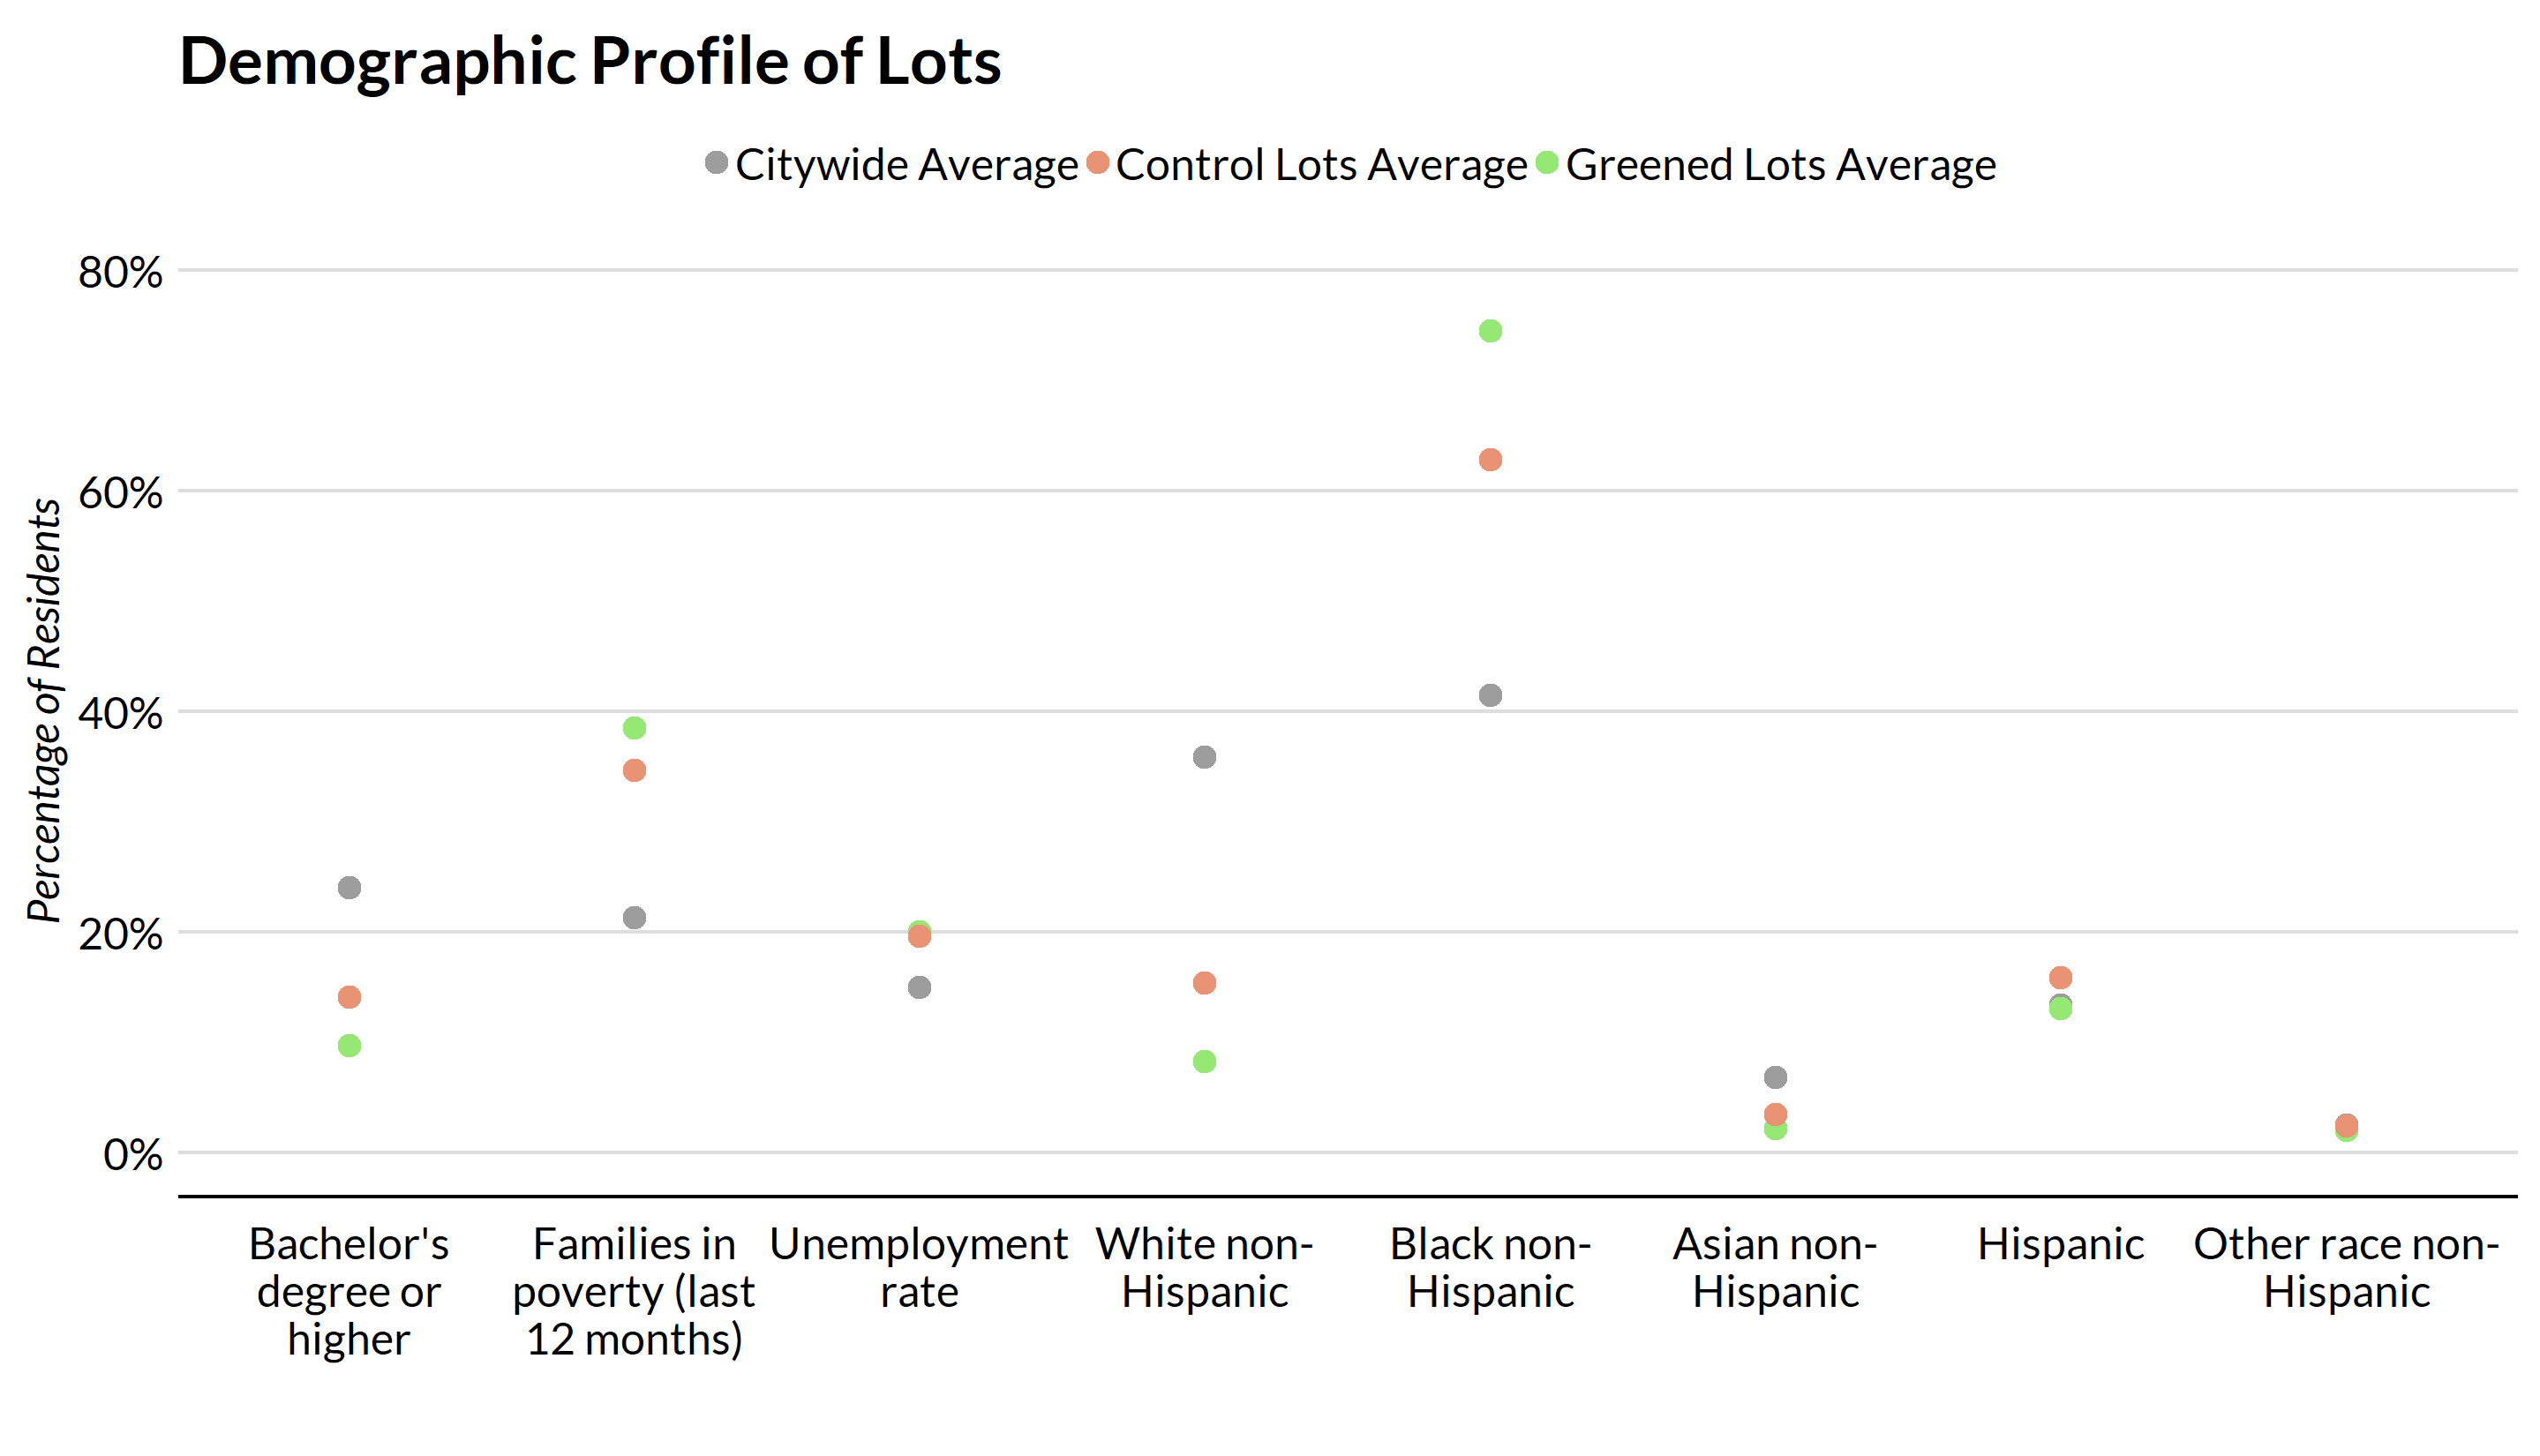 Demographic Profile of Lots
Citywide Average Control Lots Average Greened Lots Average
Percentage of Residents
80%
60%
40%
20%
0%
Bachelor's
degree or
higher
Families in
poverty (last
12 months)
Unemployment
rate
White non-
Hispanic
Black non-
Hispanic
Asian non-
Hispanic
Hispanic
Other race non-
Hispanic